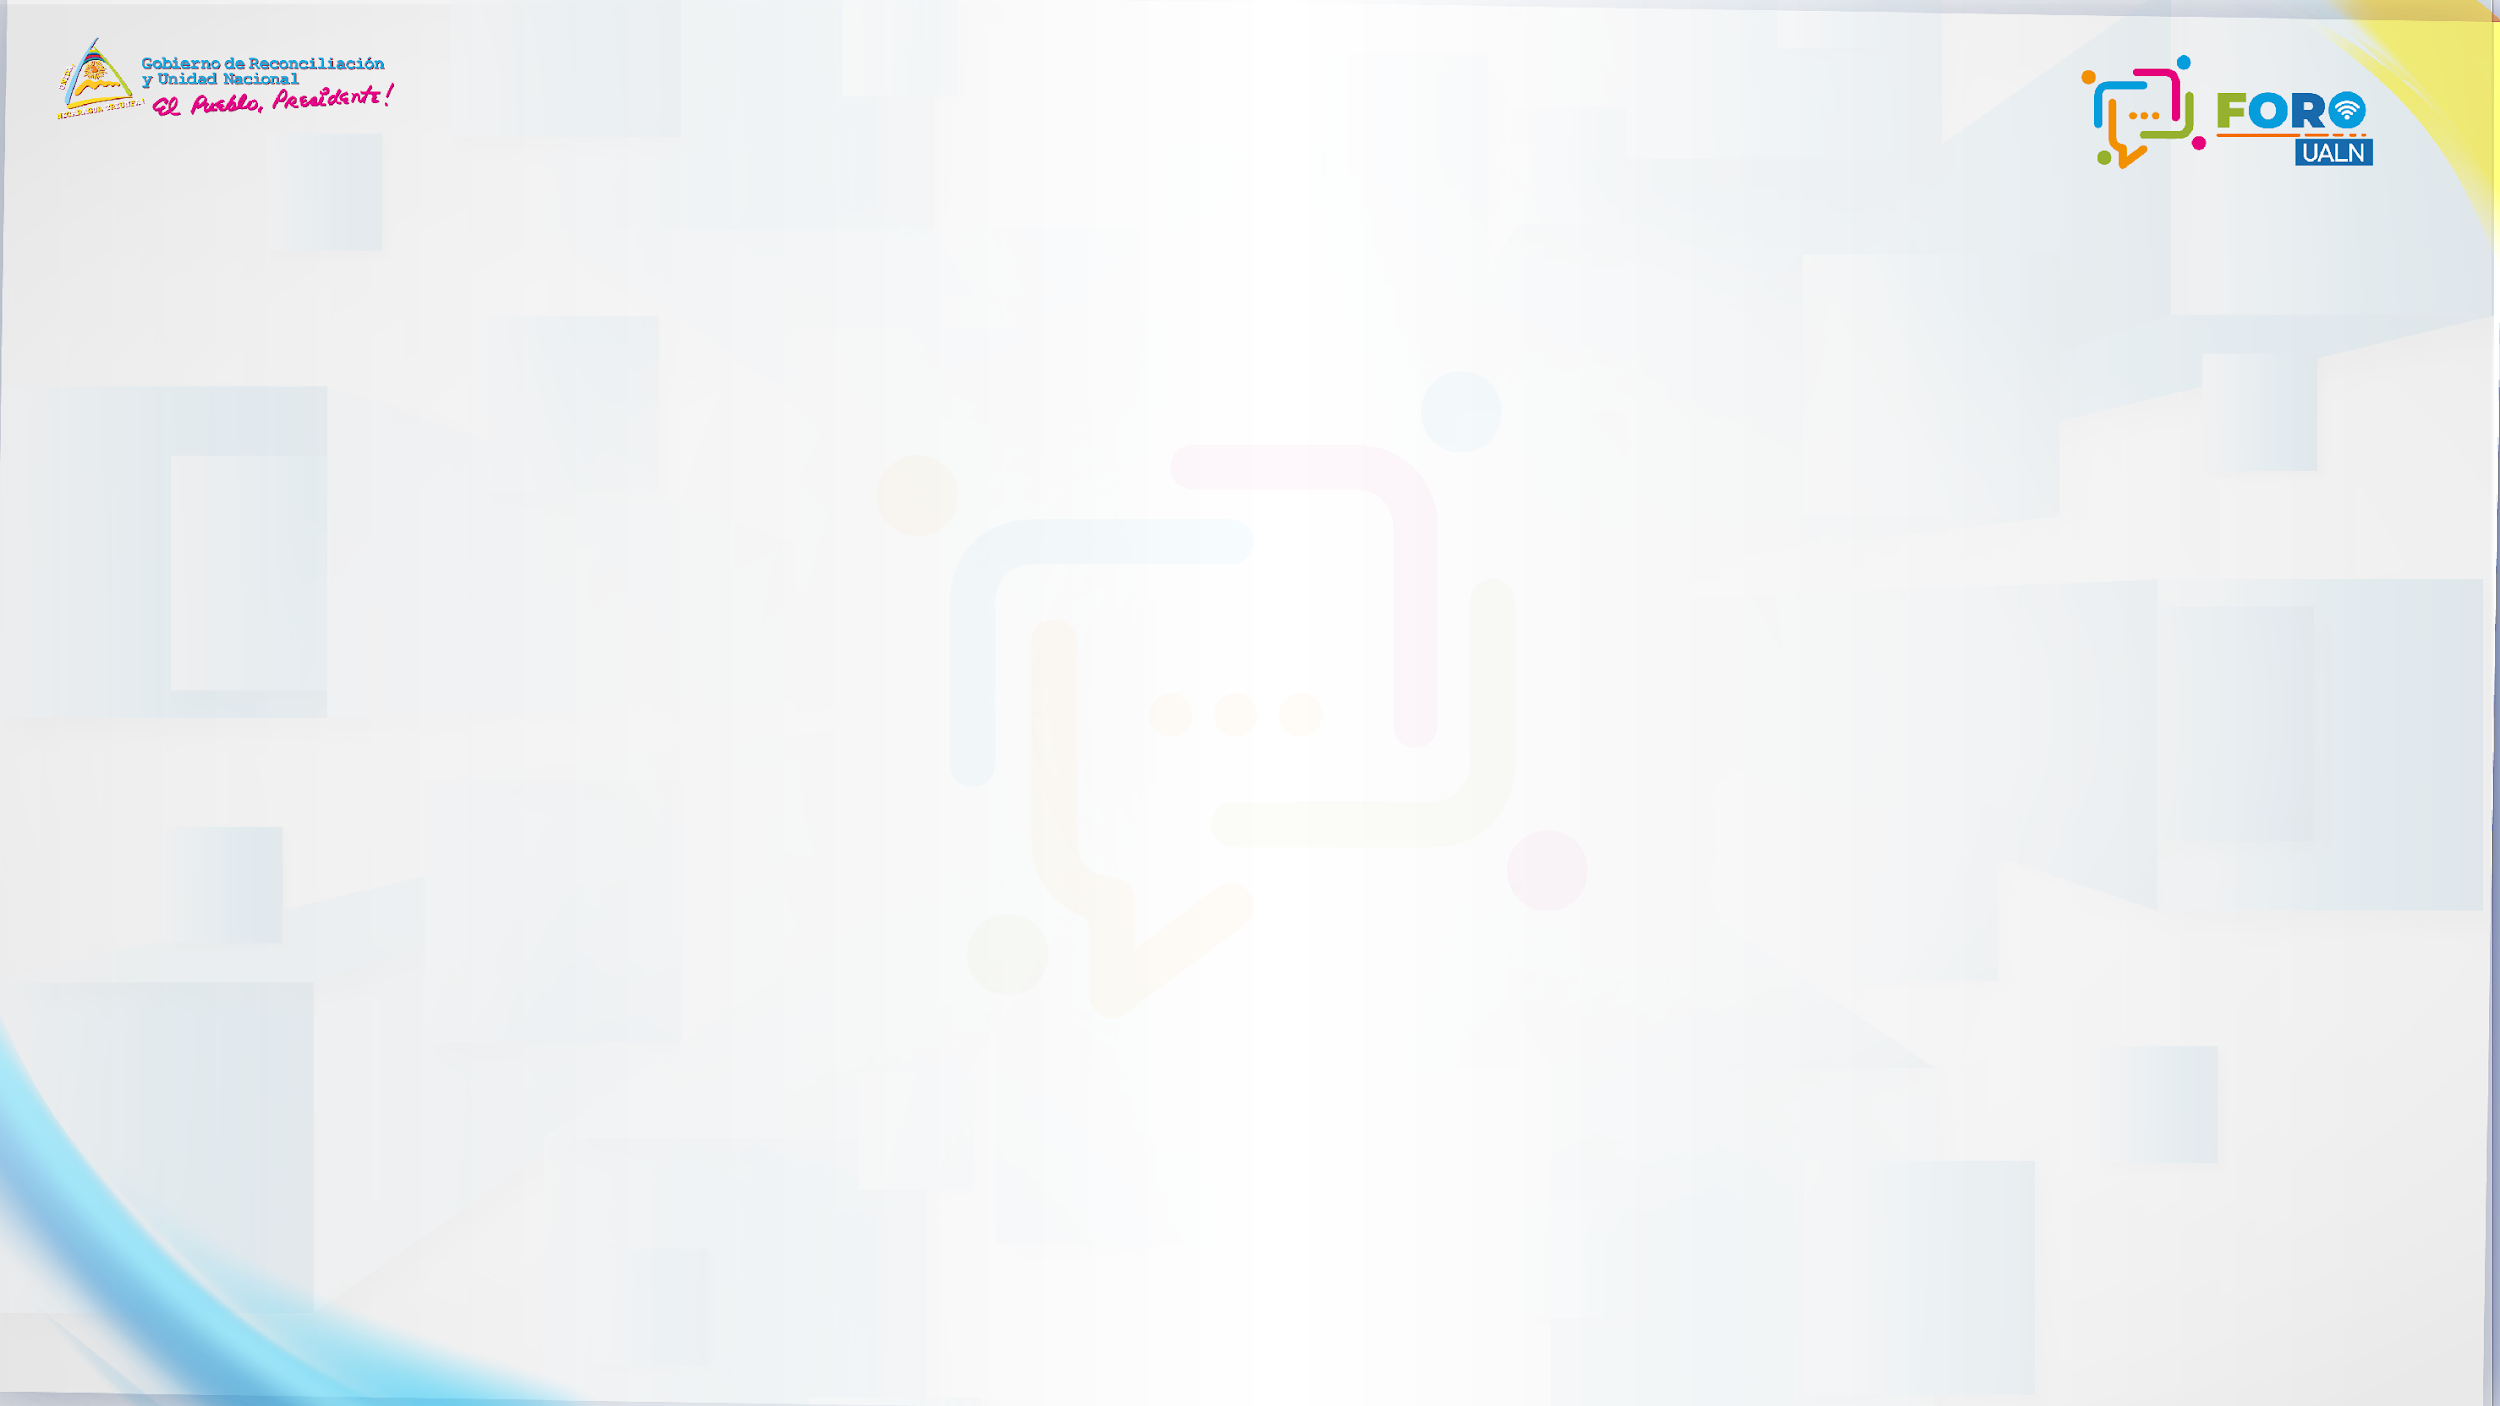 Gobierno de Reconciliación
y Unidad Nacional
El Pueblo, Presidente!
FORO
UALN